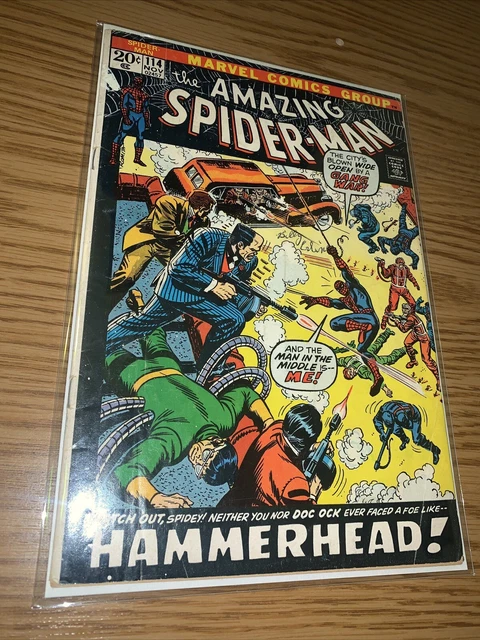 SPIDER-
MAN
MARVEL COMICS GROUP
20¢
114
NOV
the AMAZING
SPIDER-MAN
THE CITY'S
BLOWN WIDE
OPEN BY A
GANG
WAR!
AND THE
MAN IN THE
MIDDLE IS--
ME!
TCH OUT, SPIDEY! NEITHER YOU NOR DOC OCK EVER FACED A FOE LIKE--
HAMMERHEAD!